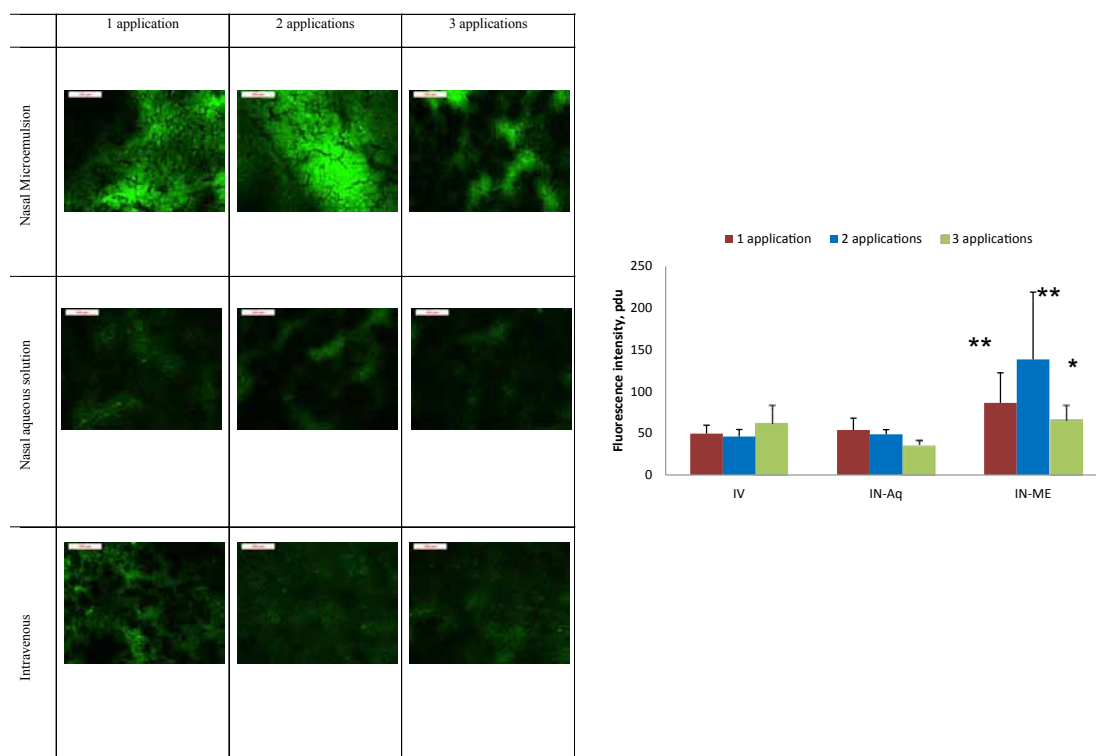 1 application 2 applications 3 applications
Nasal Microemulsion
Nasal aqueous solution
Intravenous
1 application 2 applications 3 applications
Fluorescence intensity, pdu
250
200
150
100
50
0
**
**
*
IV IN-Aq IN-ME